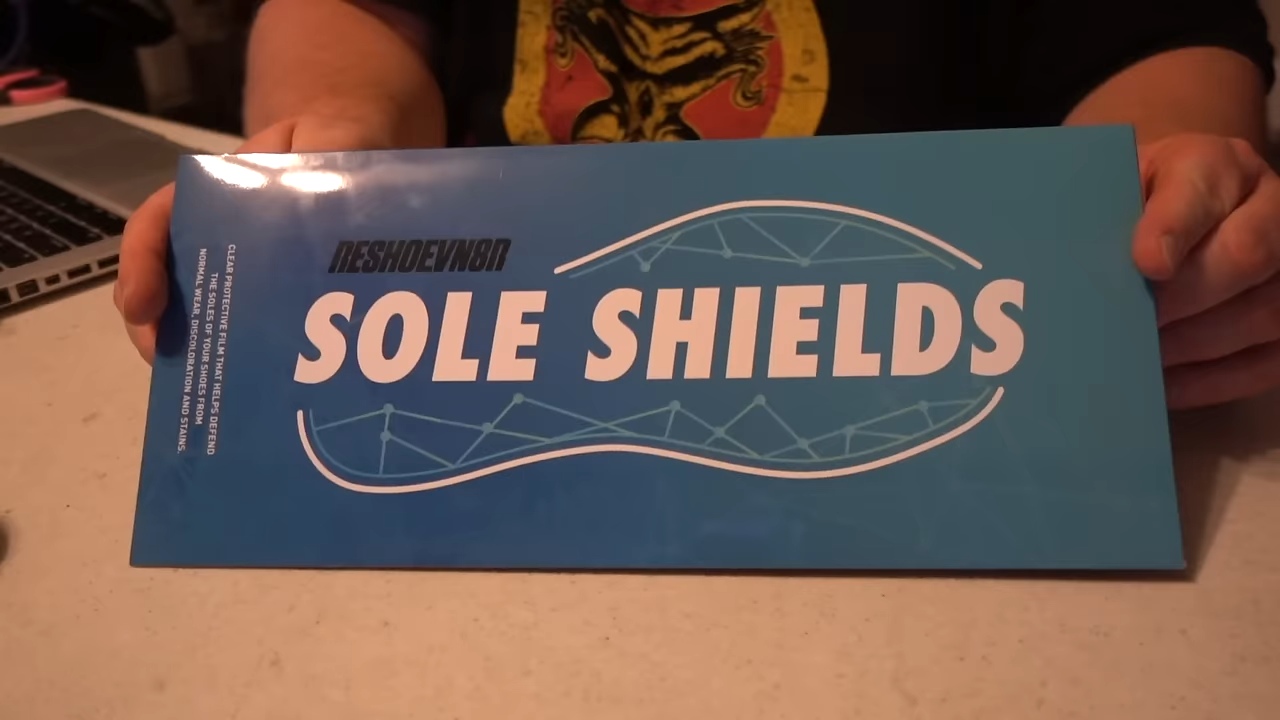 RESHOEVN8R
SOLE SHIELDS
CLEAR PROTECTIVE FILM THAT HELPS DEFEND
THE SOLES OF YOUR SHOES FROM
NORMAL WEAR, DISCOLORATION AND STAINS.